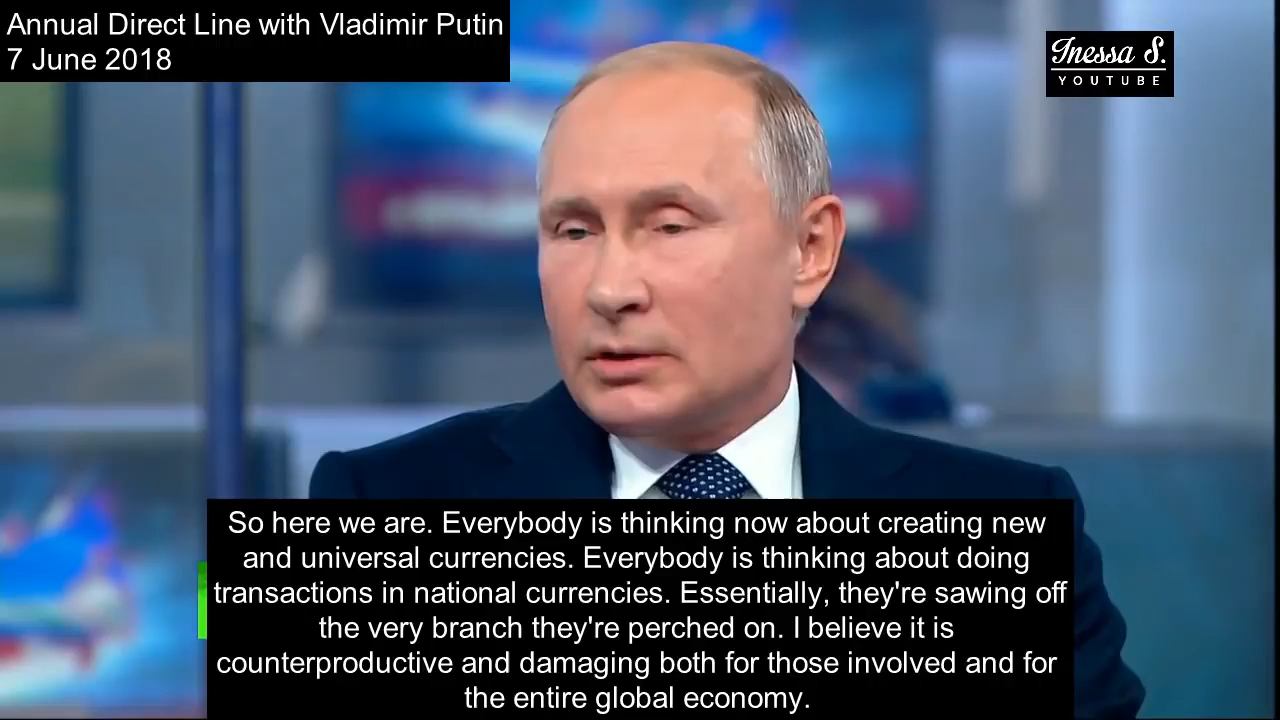 Annual Direct Line with Vladimir Putin
7 June 2018
Inessa S.
YOUTUBE
So here we are. Everybody is thinking now about creating new
and universal currencies. Everybody is thinking about doing
transactions in national currencies. Essentially, they're sawing off
the very branch they're perched on. I believe it is
counterproductive and damaging both for those involved and for
the entire global economy.